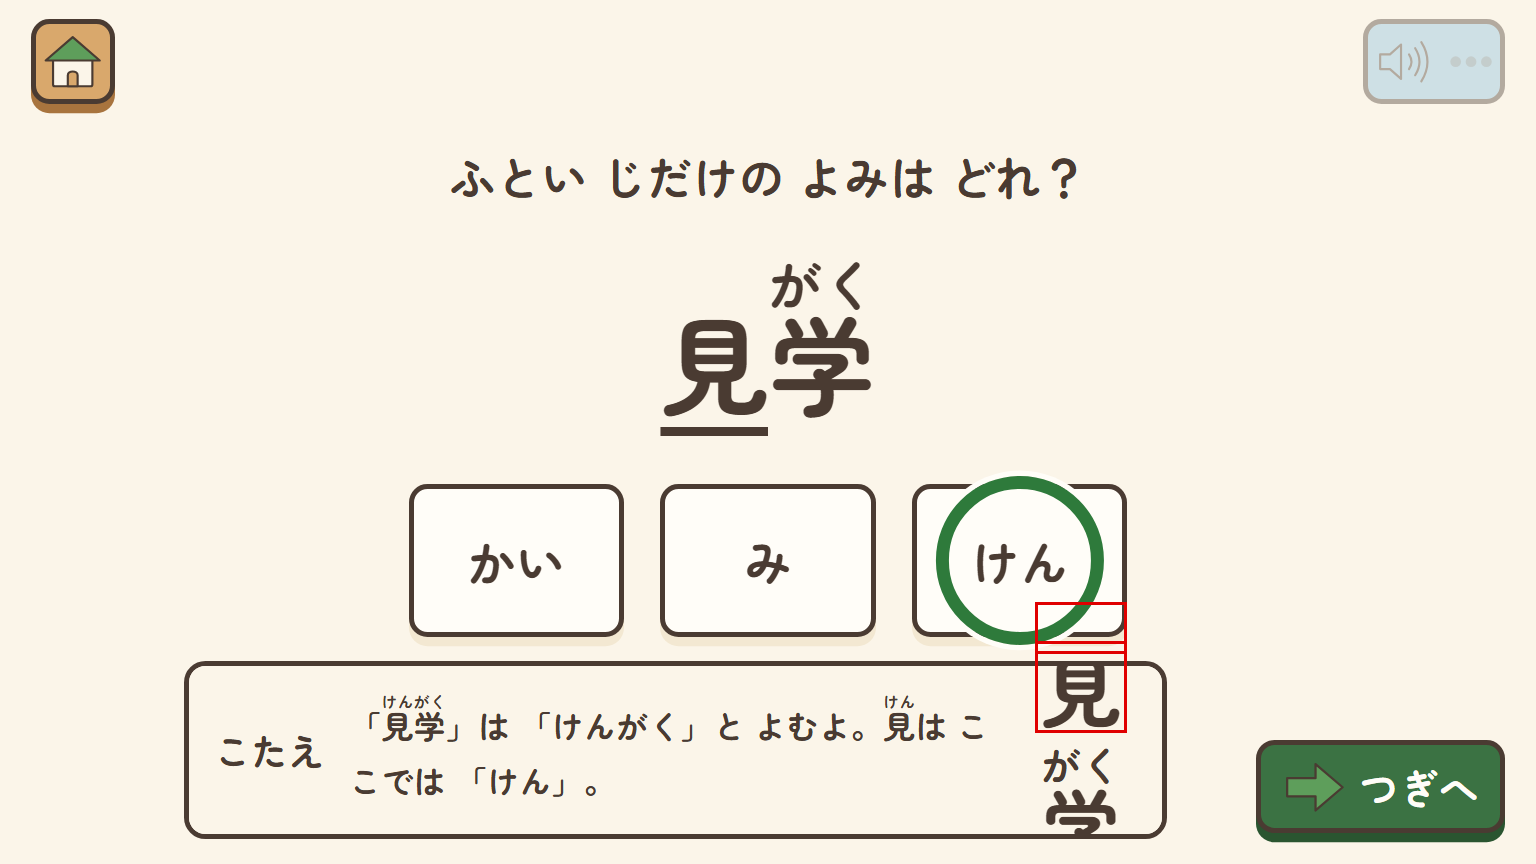 ふとい じだけの よみは どれ？
がく
見学
かい
み
けん
こたえ
けんがく けん
「見学」は 「けんがく」と よむよ。見は こ
こでは 「けん」。
見
がく
学
つぎへ